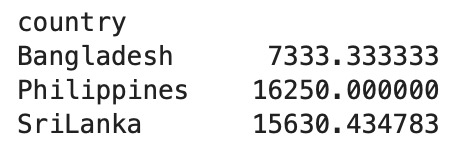 country
Bangladesh 7333.333333
Philippines 16250.000000
SriLanka 15630.434783